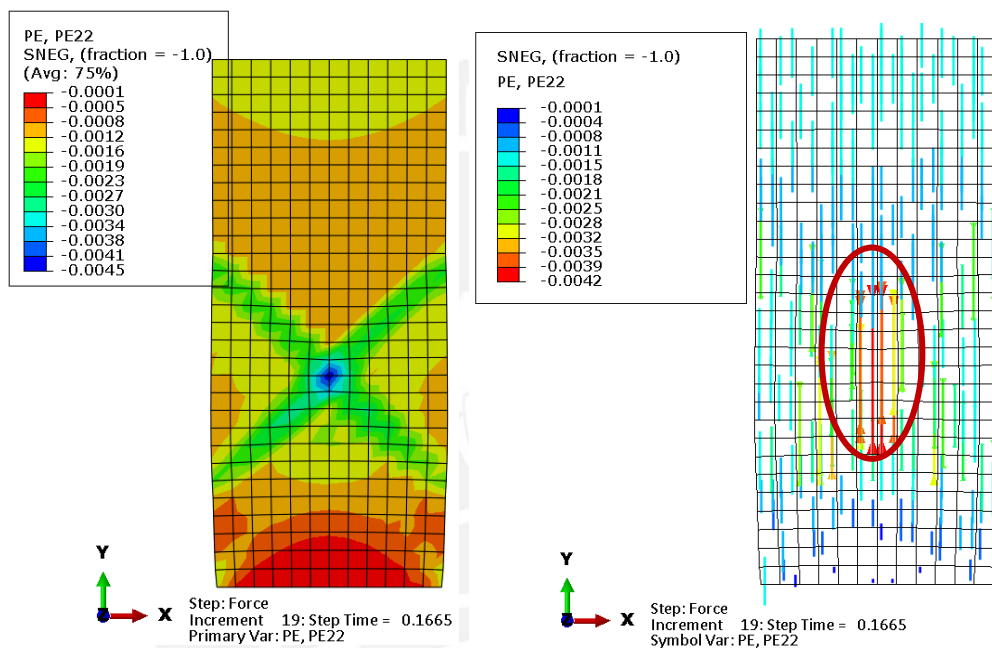 PE, PE22
SNEG, (fraction = -1.0)
(Avg: 75%)
-0.0001
-0.0005
-0.0008
-0.0012
-0.0016
-0.0019
-0.0023
-0.0027
-0.0030
-0.0034
-0.0038
-0.0041
-0.0045
Y
Z
X
Step: Force
Increment 19: Step Time = 0.1665
Primary Var: PE, PE22
SNEG, (fraction = -1.0)
PE, PE22
-0.0001
-0.0004
-0.0008
-0.0011
-0.0015
-0.0018
-0.0021
-0.0025
-0.0028
-0.0032
-0.0035
-0.0039
-0.0042
Y
Z
X
Step: Force
Increment 19: Step Time = 0.1665
Symbol Var: PE, PE22